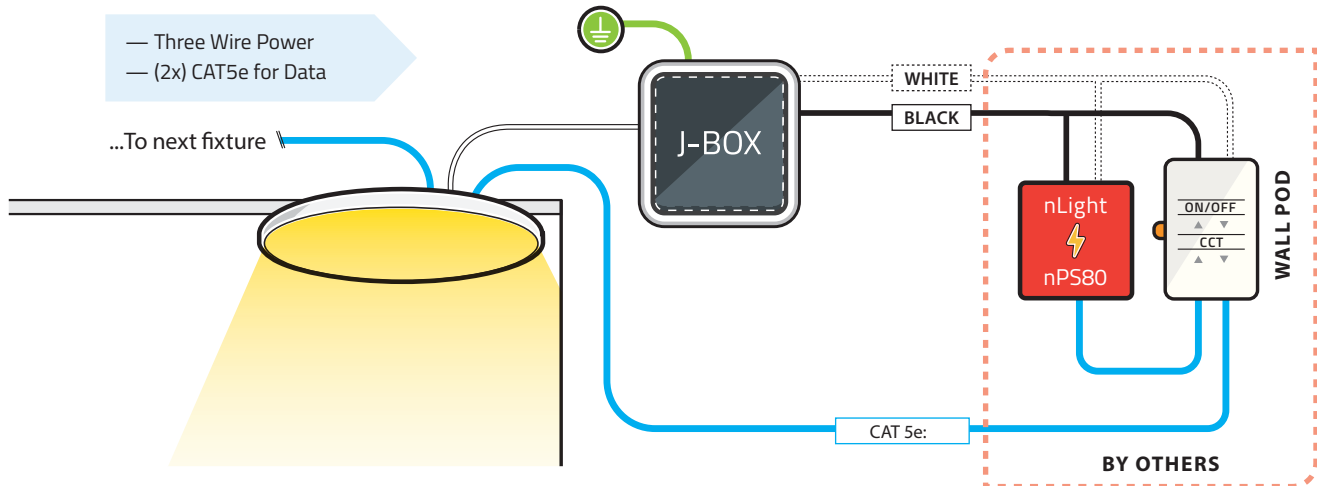 — Three Wire Power
— (2x) CAT5e for Data
...To next fixture
J-BOX
WHITE
BLACK
nLight
nPS80
ON/OFF
CCT
WALL POD
CAT 5e:
BY OTHERS